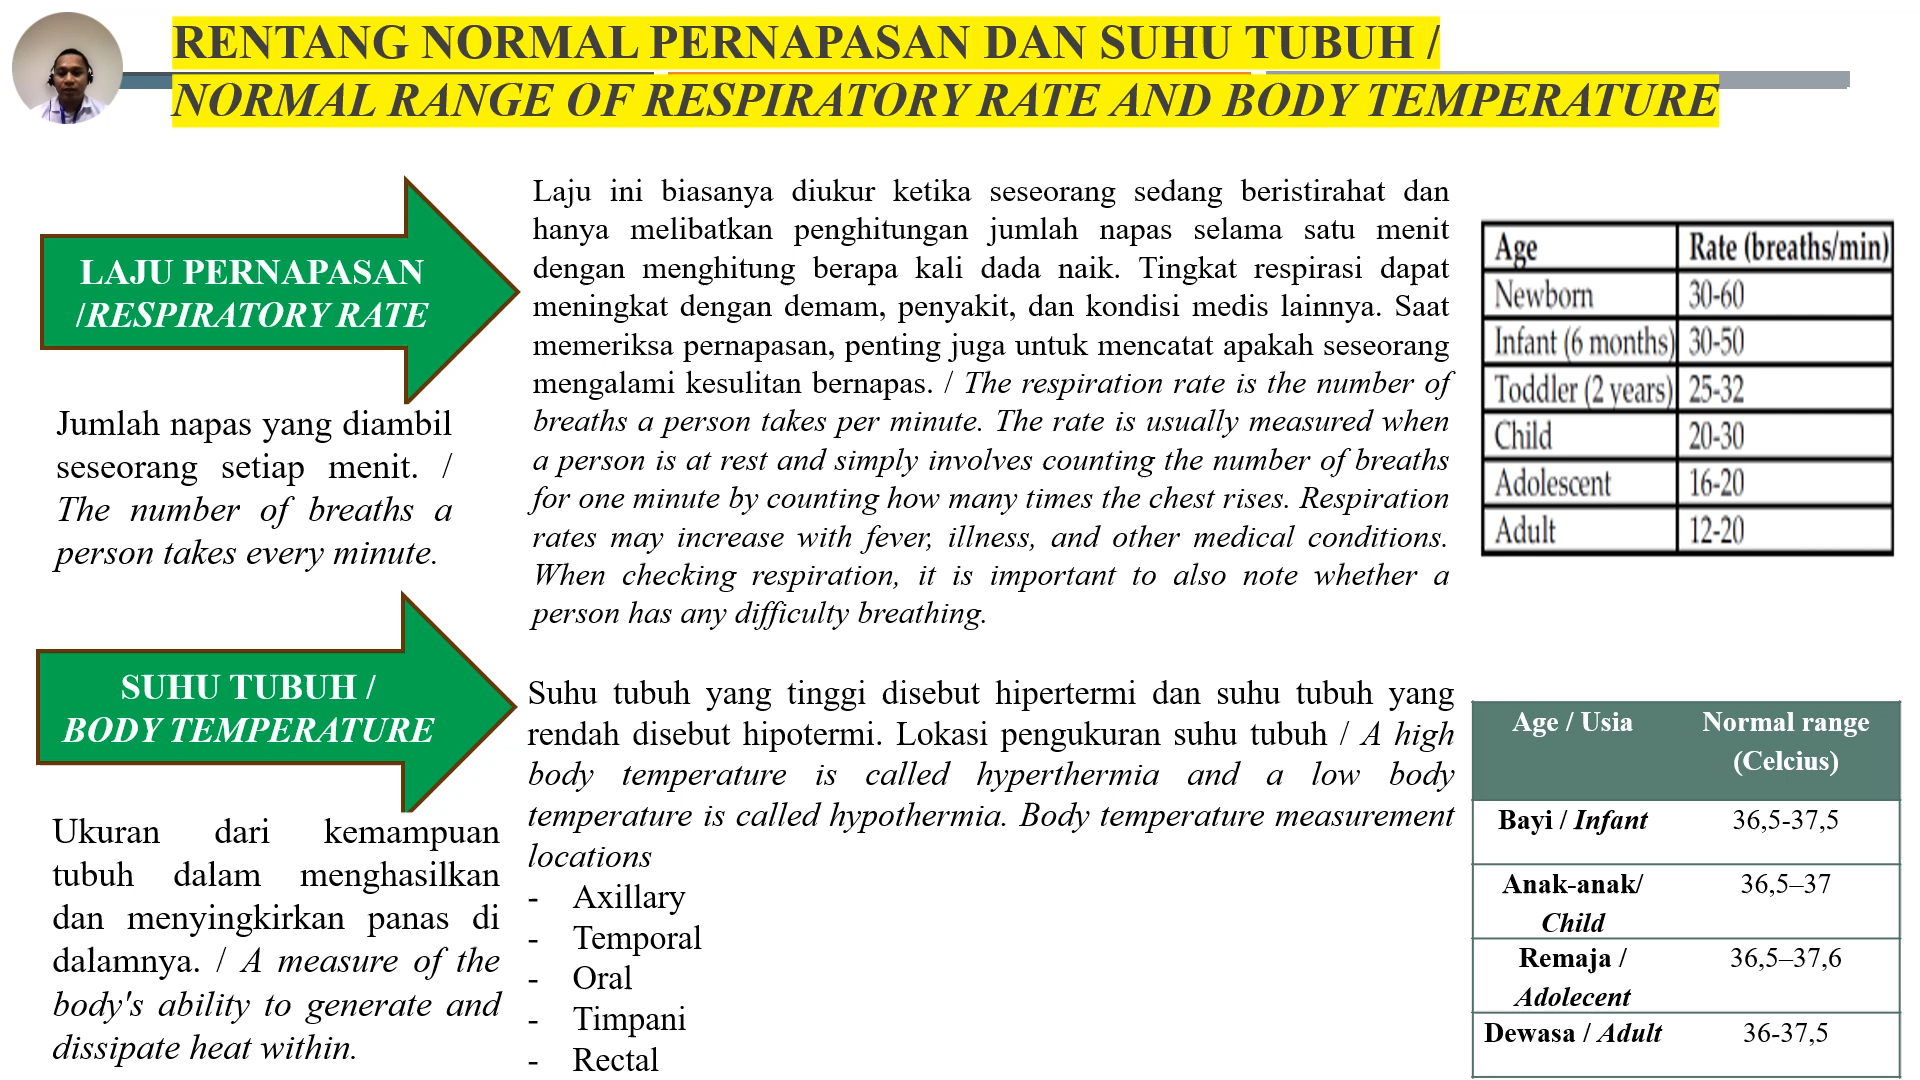 RENTANG NORMAL PERNAPASAN DAN SUHU TUBUH /
NORMAL RANGE OF RESPIRATORY RATE AND BODY TEMPERATURE
LAJU PERNAPASAN
/RESPIRATORY RATE
Jumlah napas yang diambil
seseorang setiap menit. /
The number of breaths a
person takes every minute.
Laju ini biasanya diukur ketika seseorang sedang beristirahat dan
hanya melibatkan penghitungan jumlah napas selama satu menit
dengan menghitung berapa kali dada naik. Tingkat respirasi dapat
meningkat dengan demam, penyakit, dan kondisi medis lainnya. Saat
memeriksa pernapasan, penting juga untuk mencatat apakah seseorang
mengalami kesulitan bernapas. / The respiration rate is the number of
breaths a person takes per minute. The rate is usually measured when
a person is at rest and simply involves counting the number of breaths
for one minute by counting how many times the chest rises. Respiration
rates may increase with fever, illness, and other medical conditions.
When checking respiration, it is important to also note whether a
person has any difficulty breathing.
Age Rate (breaths/min)
Newborn 30-60
Infant (6 months) 30-50
Toddler (2 years) 25-32
Child 20-30
Adolescent 16-20
Adult 12-20
SUHU TUBUH /
BODY TEMPERATURE
Ukuran dari kemampuan
tubuh dalam menghasilkan
dan menyingkirkan panas di
dalamnya. / A measure of the
body's ability to generate and
dissipate heat within.
Suhu tubuh yang tinggi disebut hipertermi dan suhu tubuh yang
rendah disebut hipotermi. Lokasi pengukuran suhu tubuh / A high
body temperature is called hyperthermia and a low body
temperature is called hypothermia. Body temperature measurement
locations
- Axillary
- Temporal
- Oral
- Timpani
- Rectal
Age / Usia Normal range
(Celcius)
Bayi / Infant 36,5-37,5
Anak-anak/ 36,5–37
Child
Remaja / 36,5–37,6
Adolecent
Dewasa / Adult 36-37,5